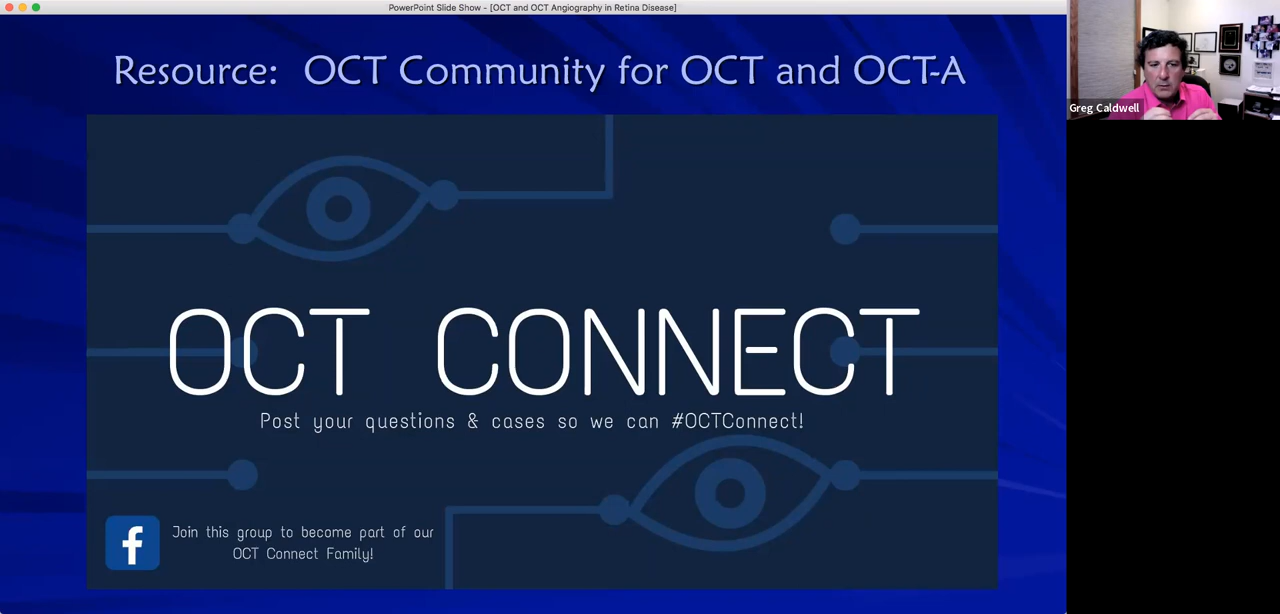 PowerPoint Slide Show - [OCT and OCT Angiography in Retina Disease]
Resource: OCT Community for OCT and OCT-A
Greg Caldwell
OCT CONNECT
Post your questions & cases so we can #OCTConnect!
f
Join this group to become part of our
OCT Connect Family!